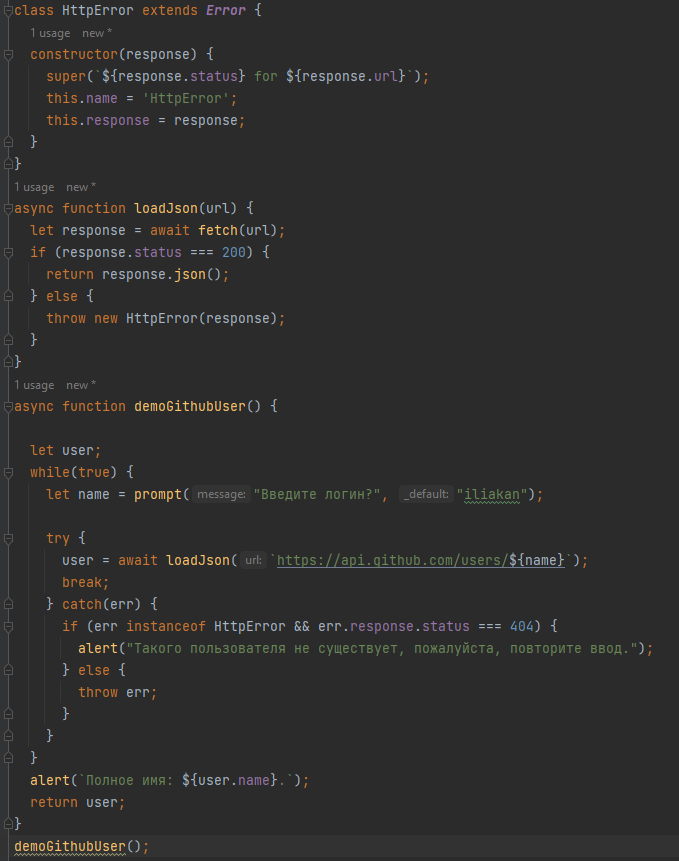 class HttpError extends Error {
1 usage new *
constructor(response) {
super(`${response.status} for ${response.url}`);
this.name = 'HttpError';
this.response = response;
}
}
1 usage new *
async function loadJson(url) {
let response = await fetch(url);
if (response.status === 200) {
return response.json();
} else {
throw new HttpError(response);
}
}
1 usage new *
async function demoGithubUser() {
let user;
while(true) {
let name = prompt( message: "Введите логин?", _default: "iliakan");
try {
user = await loadJson( url: `https://api.github.com/users/${name}`);
break;
} catch(err) {
if (err instanceof HttpError && err.response.status === 404) {
alert("Такого пользователя не существует, пожалуйста, повторите ввод.");
} else {
throw err;
}
}
}
alert(`Полное имя: ${user.name}.`);
return user;
}
demoGithubUser();